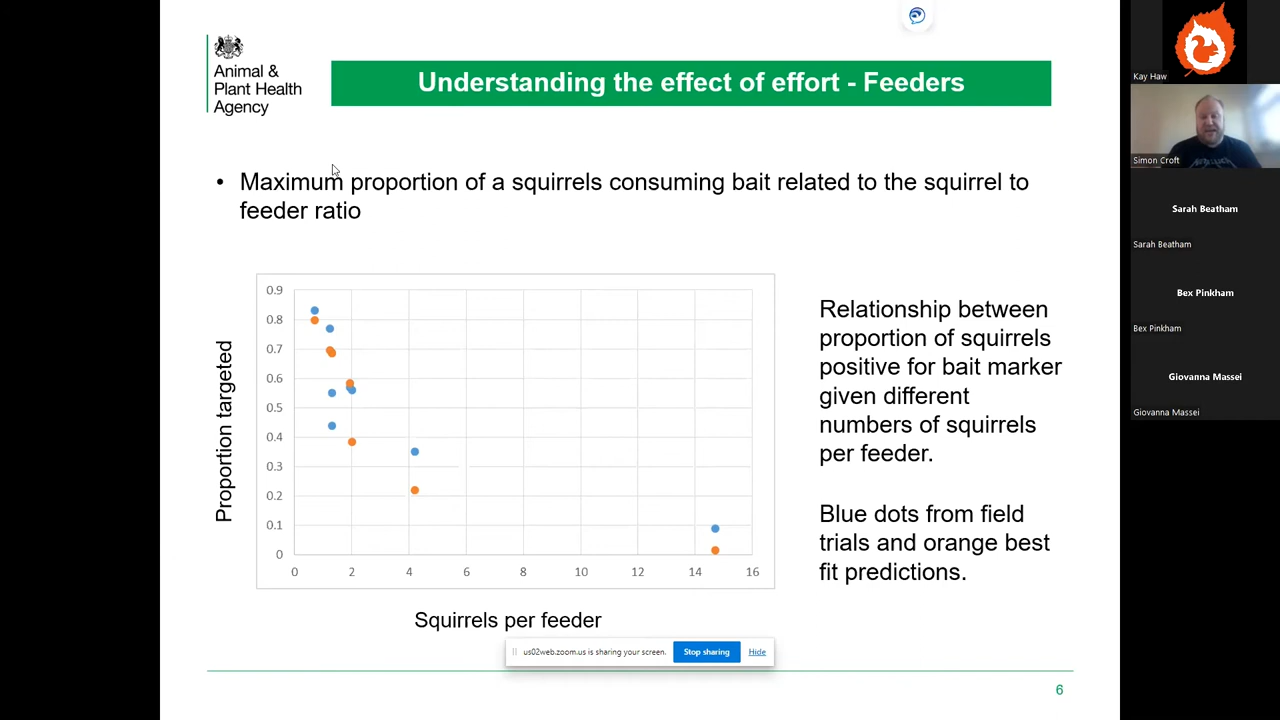 Animal &
Plant Health
Agency
Understanding the effect of effort - Feeders
• Maximum proportion of a squirrels consuming bait related to the squirrel to
feeder ratio
Proportion targeted
0.9
0.8
0.7
0.6
0.5
0.4
0.3
0.2
0.1
0
0 2 4 6 8 10 12 14 16
Squirrels per feeder
Relationship between
proportion of squirrels
positive for bait marker
given different
numbers of squirrels
per feeder.
Blue dots from field
trials and orange best
fit predictions.
us02web.zoom.us is sharing your screen.
Stop sharing
Hide
6
Kay Haw
Simon Croft
Sarah Beatham
Sarah Beatham
Bex Pinkham
Bex Pinkham
Giovanna Massei
Giovanna Massei